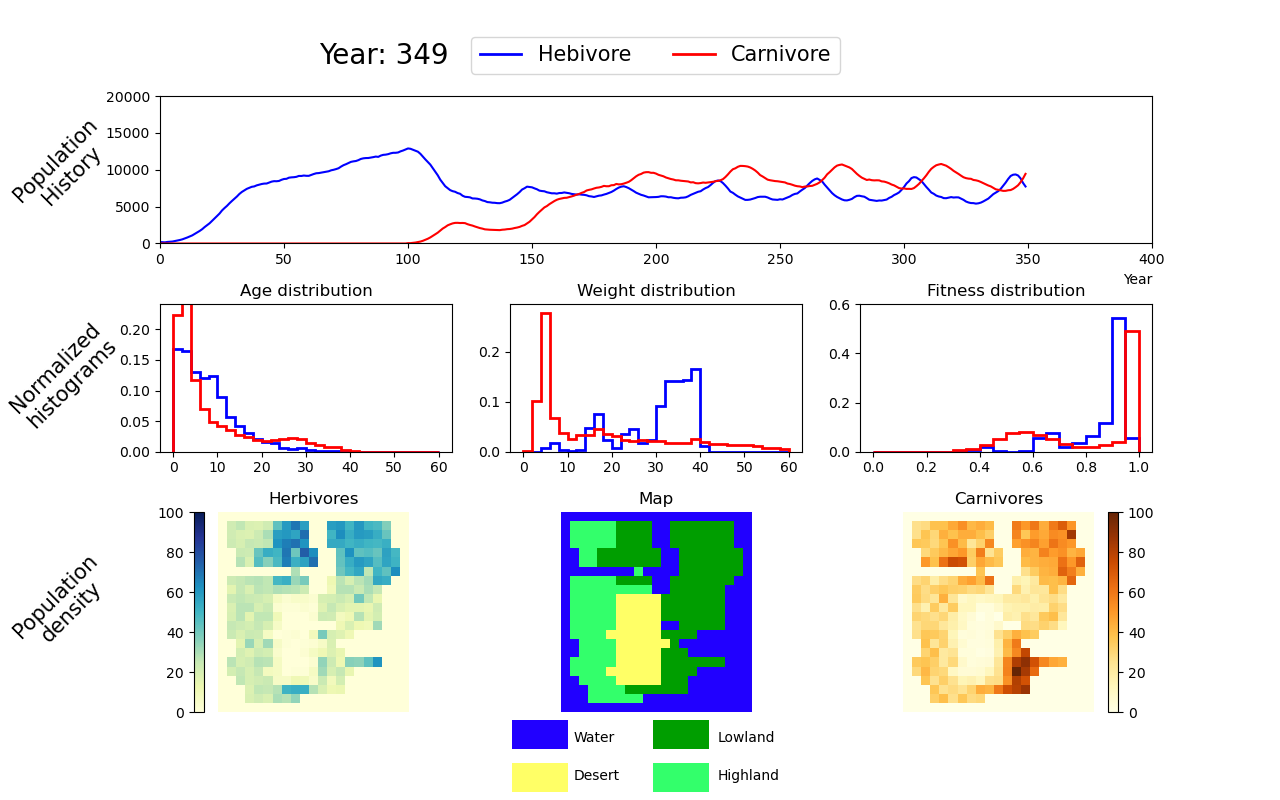 Year: 349
Hebivore
Carnivore
Population
History
20000
15000
10000
5000
0
0 50 100 150 200 250 300 350 400
Year
Normalized
histograms
Age distribution
0.20
0.15
0.10
0.05
0.00
0 10 20 30 40 50 60
Weight distribution
0.2
0.1
0.0
0 10 20 30 40 50 60
Fitness distribution
0.6
0.4
0.2
0.0
0.0 0.2 0.4 0.6 0.8 1.0
Population
density
Herbivores
100
80
60
40
20
0
Map
Carnivores
100
80
60
40
20
0
Water
Lowland
Desert
Highland